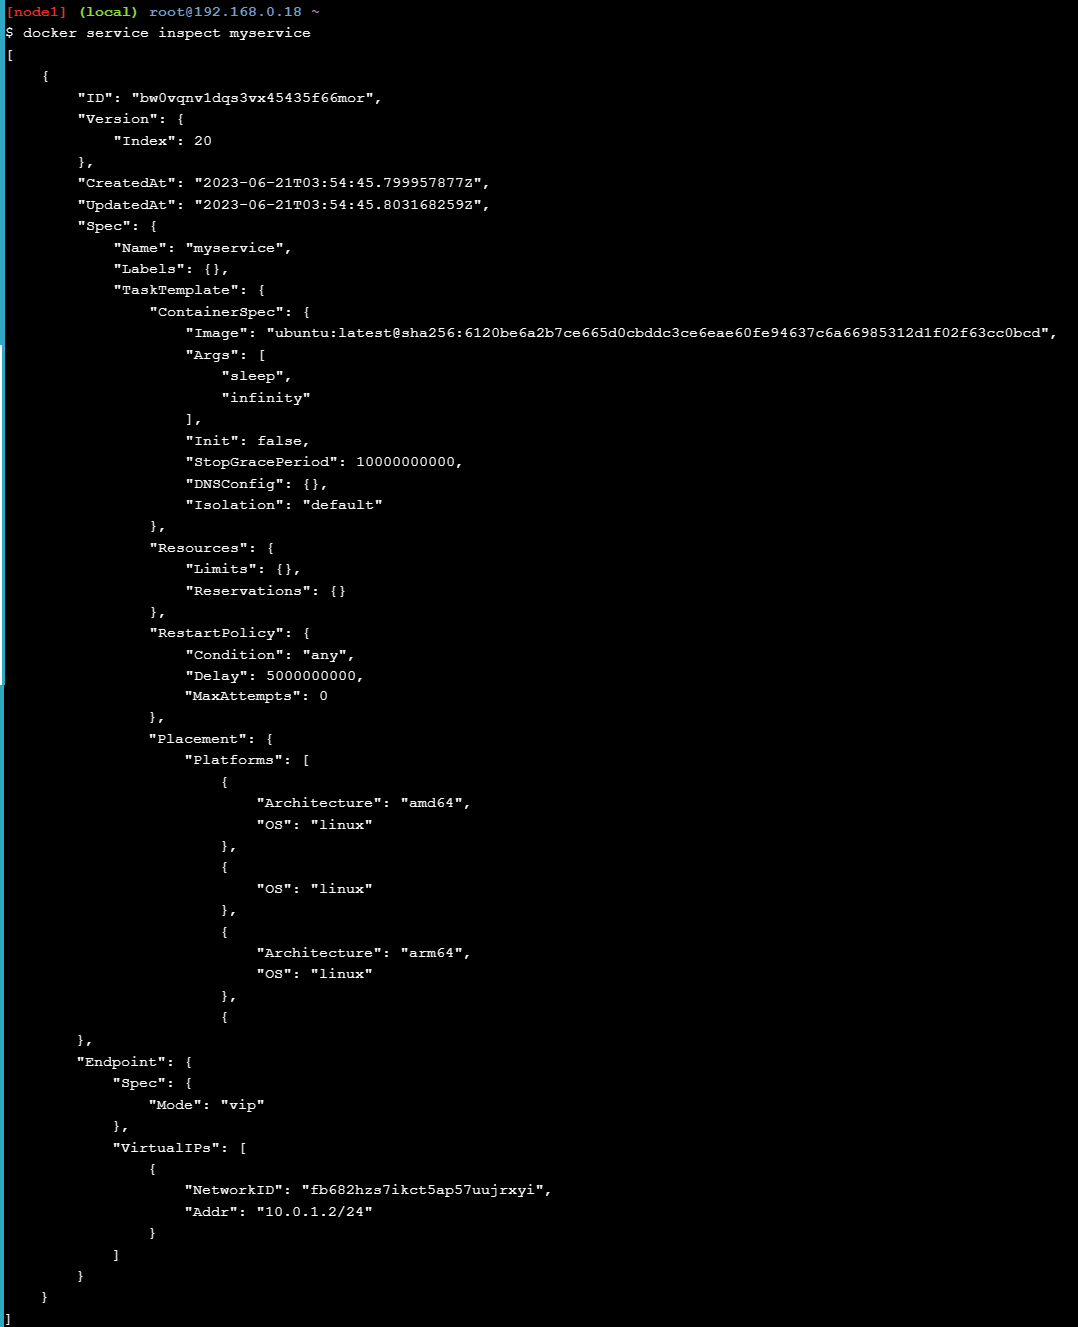 [node1] (local) root@192.168.0.18 ~
$ docker service inspect myservice
[
    {
        "ID": "bw0vqnv1dqs3vx45435f66mor",
        "Version": {
            "Index": 20
        },
        "CreatedAt": "2023-06-21T03:54:45.799957877Z",
        "UpdatedAt": "2023-06-21T03:54:45.803168259Z",
        "Spec": {
            "Name": "myservice",
            "Labels": {},
            "TaskTemplate": {
                "ContainerSpec": {
                    "Image": "ubuntu:latest@sha256:6120be6a2b7ce665d0cbddc3ce6eae60fe94637c6a66985312d1f02f63cc0bcd",
                    "Args": [
                        "sleep",
                        "infinity"
                    ],
                    "Init": false,
                    "StopGracePeriod": 10000000000,
                    "DNSConfig": {},
                    "Isolation": "default"
                },
                "Resources": {
                    "Limits": {},
                    "Reservations": {}
                },
                "RestartPolicy": {
                    "Condition": "any",
                    "Delay": 5000000000,
                    "MaxAttempts": 0
                },
                "Placement": {
                    "Platforms": [
                        {
                            "Architecture": "amd64",
                            "OS": "linux"
                        },
                        {
                            "OS": "linux"
                        },
                        {
                            "Architecture": "arm64",
                            "OS": "linux"
                        },
                        {
        },
        "Endpoint": {
            "Spec": {
                "Mode": "vip"
            },
            "VirtualIPs": [
                {
                    "NetworkID": "fb682hzs7ikct5ap57uujrxyi",
                    "Addr": "10.0.1.2/24"
                }
            ]
        }
    }
]